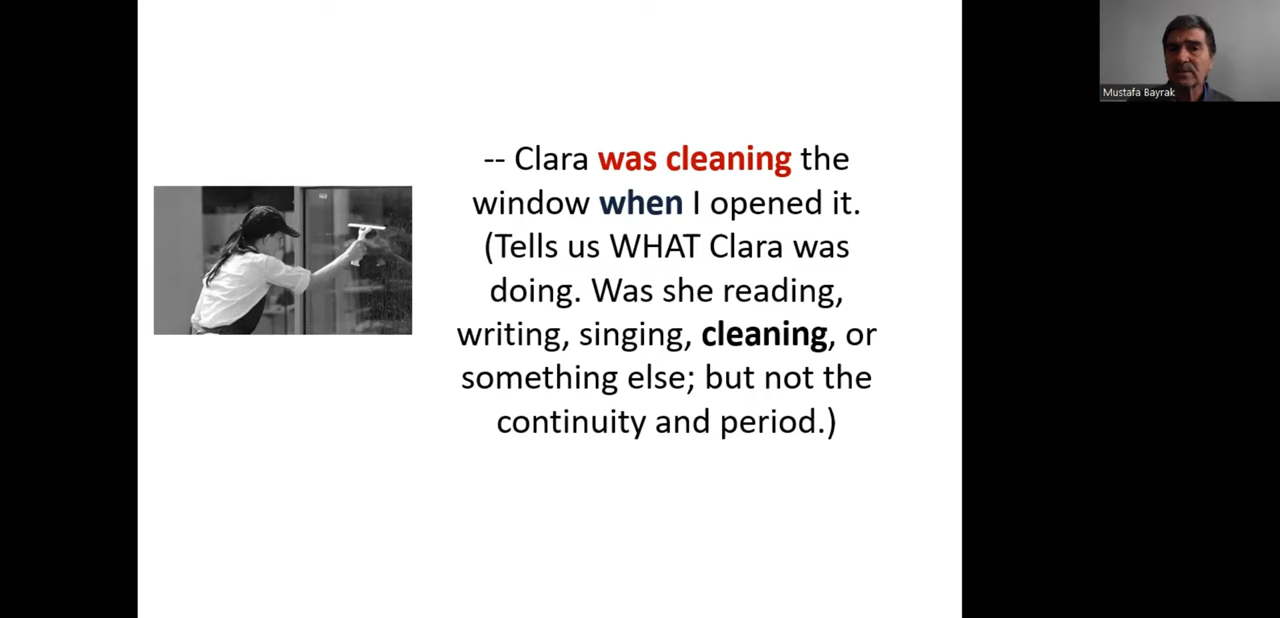 -- Clara was cleaning the
window when I opened it.
(Tells us WHAT Clara was
doing. Was she reading,
writing, singing, cleaning, or
something else; but not the
continuity and period.)
Mustafa Bayrak